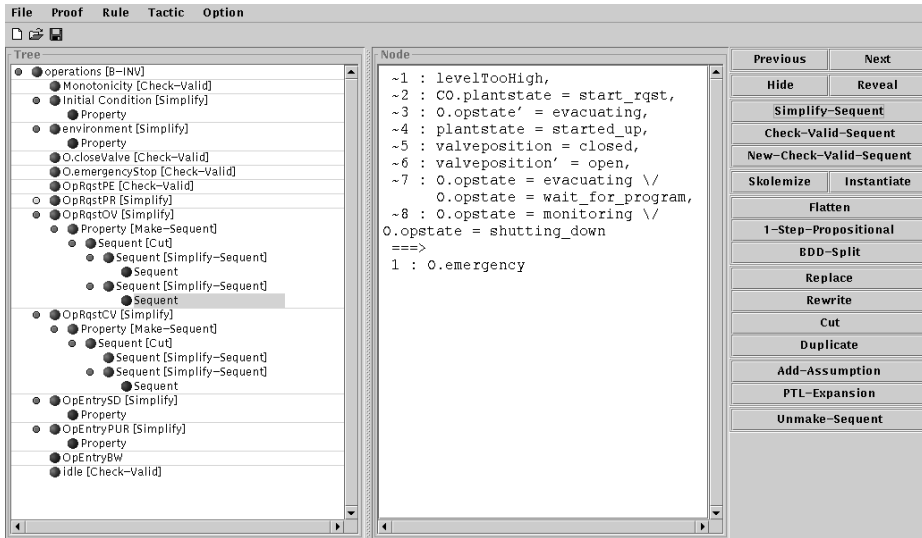 File Proof Rule Tactic Option
Tree
operations [B-INV]
Monotonicity [Check-Valid]
Initial Condition [Simplify]
Property
environment [Simplify]
Property
O.closeValve [Check-Valid]
O.emergencyStop [Check-Valid]
OpRqstPE [Check-Valid]
OpRqstPR [Simplify]
OpRqstOV [Simplify]
Property [Make-Sequent]
Sequent [Cut]
Sequent [Simplify-Sequent]
Sequent
Sequent [Simplify-Sequent]
Sequent
OpRqstCV [Simplify]
Property [Make-Sequent]
Sequent [Cut]
Sequent [Simplify-Sequent]
Sequent [Simplify-Sequent]
Sequent
OpEntrySD [Simplify]
Property
OpEntryPUR [Simplify]
Property
OpEntryBW
idle [Check-Valid]
Node
~1 : levelTooHigh,
~2 : CO.plantstate = start_rqst,
~3 : O.opstate' = evacuating,
~4 : plantstate = started_up,
~5 : valveposition = closed,
~6 : valveposition' = open,
~7 : O.opstate = evacuating \/
O.opstate = wait_for_program,
~8 : O.opstate = monitoring \/
O.opstate = shutting_down
===>
1 : O.emergency
Previous Next
Hide Reveal
Simplify-Sequent
Check-Valid-Sequent
New-Check-Valid-Sequent
Skolemize Instantiate
Flatten
1-Step-Propositional
BDD-Split
Replace
Rewrite
Cut
Duplicate
Add-Assumption
PTL-Expansion
Unmake-Sequent